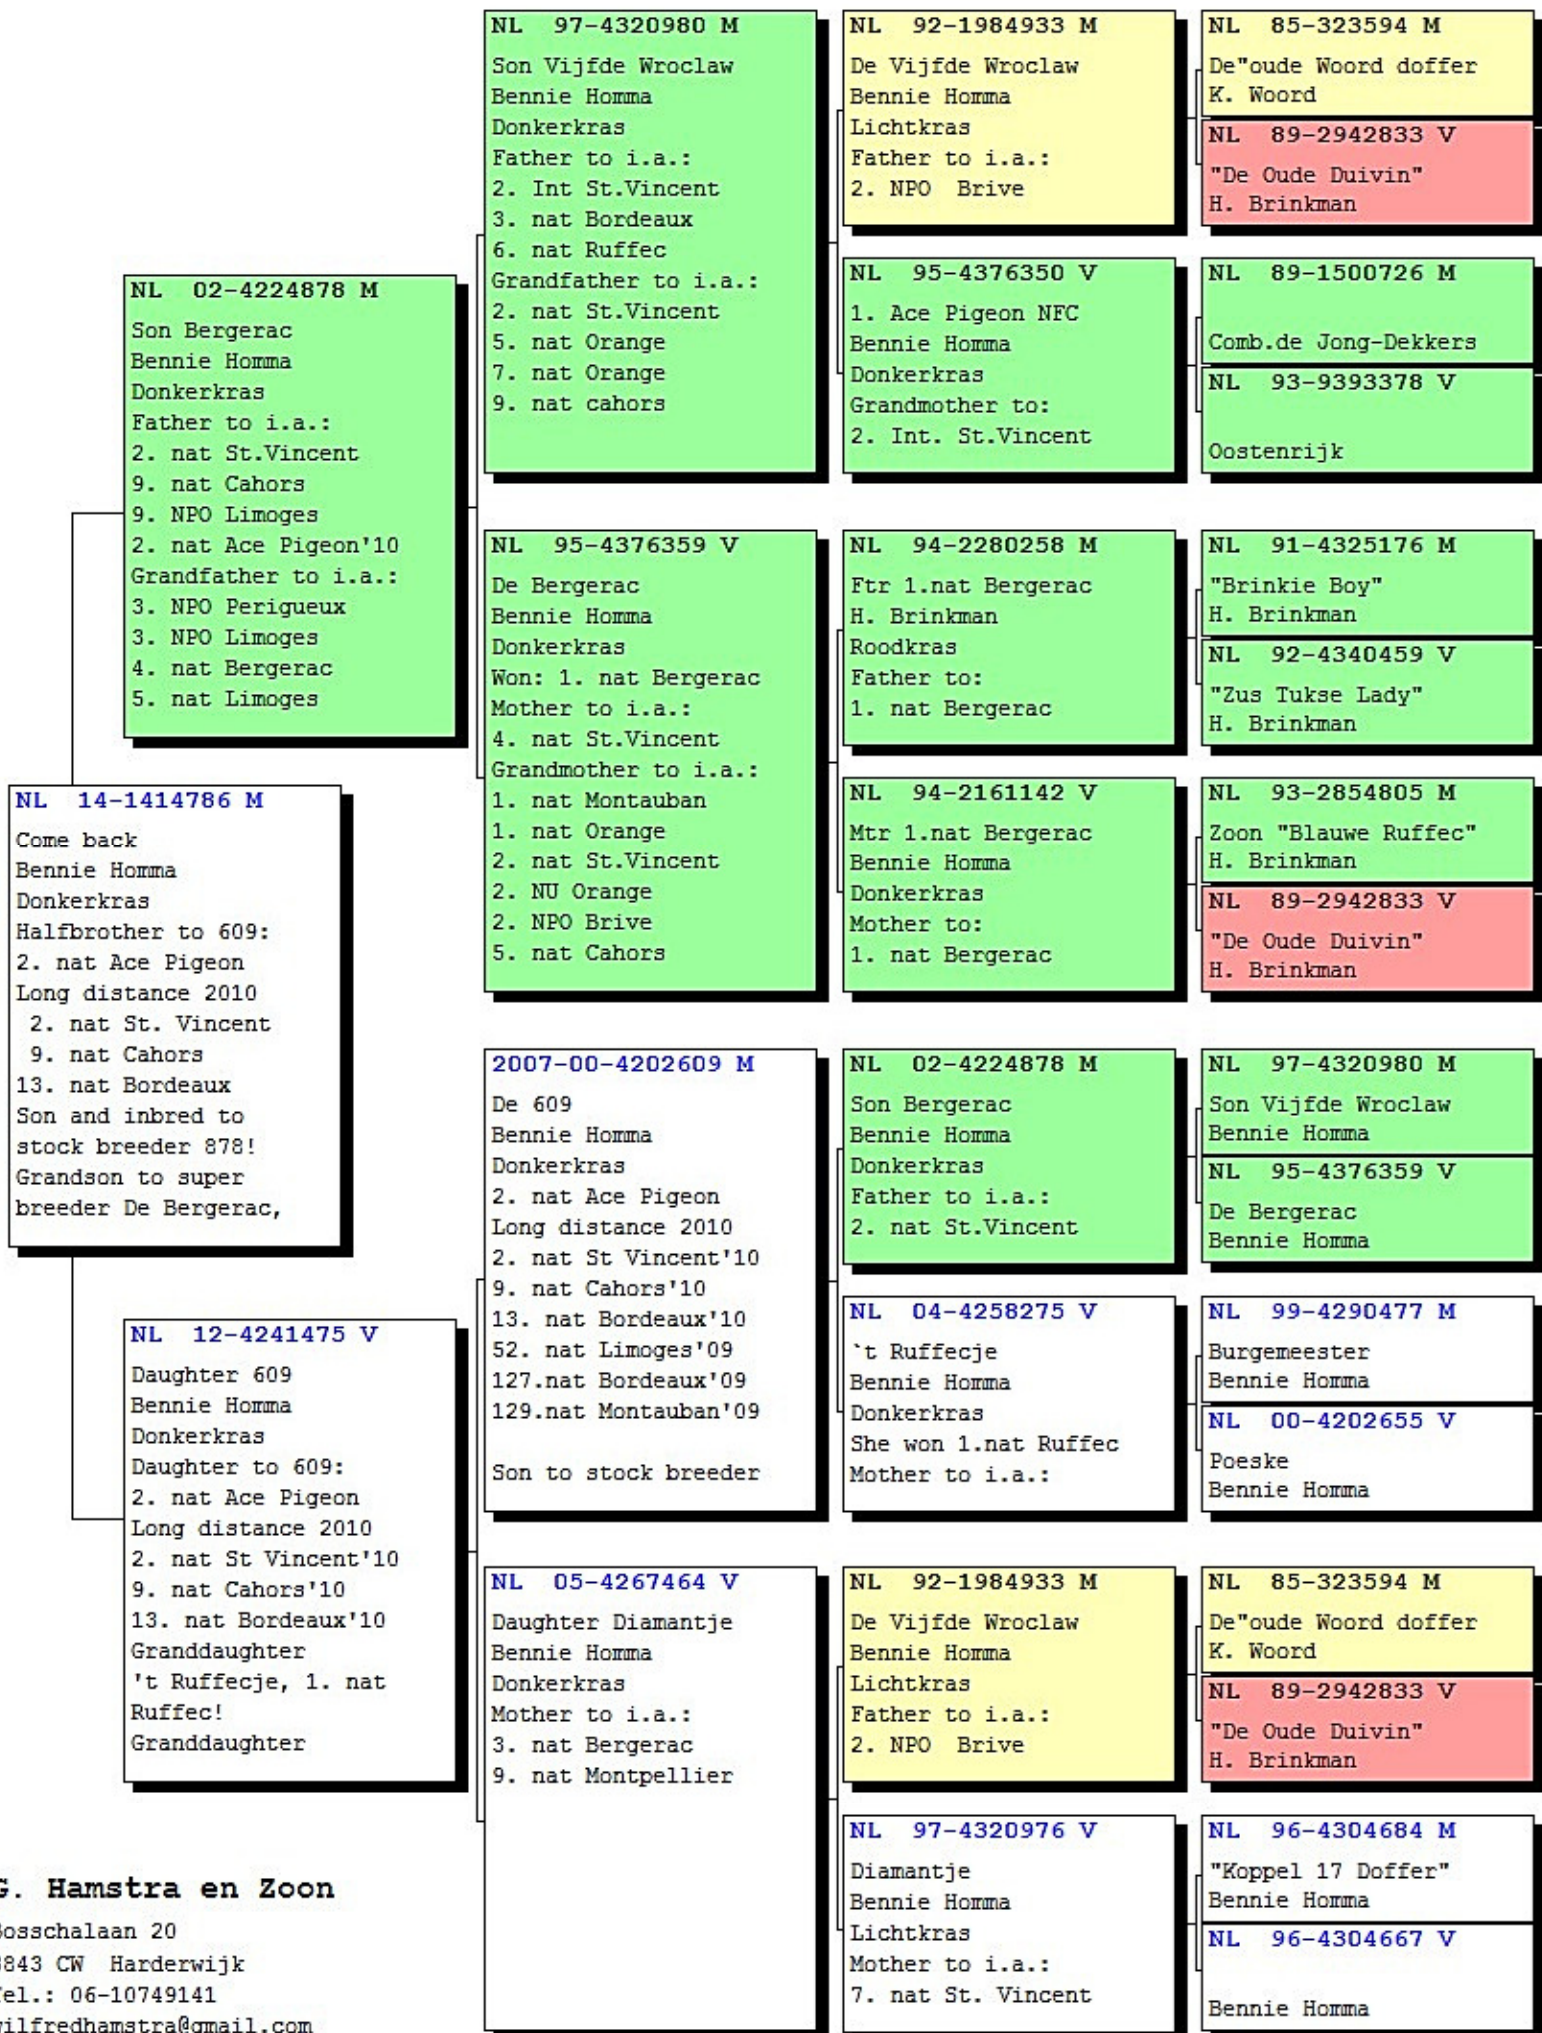 NL 14-1414786 M
Come back
Bennie Homma
Donkerkras
Halfbrother to 609:
2. nat Ace Pigeon
Long distance 2010
2. nat St. Vincent
9. nat Cahors
13. nat Bordeaux
Son and inbred to
stock breeder 878!
Grandson to super
breeder De Bergerac,
NL 02-4224878 M
Son Bergerac
Bennie Homma
Donkerkras
Father to i.a.:
2. nat St.Vincent
9. nat Cahors
9. NPO Limoges
2. nat Ace Pigeon'10
Grandfather to i.a.:
3. NPO Perigueux
3. NPO Limoges
4. nat Bergerac
5. nat Limoges
NL 12-4241475 V
Daughter 609
Bennie Homma
Donkerkras
Daughter to 609:
2. nat Ace Pigeon
Long distance 2010
2. nat St Vincent'10
9. nat Cahors'10
13. nat Bordeaux'10
Granddaughter
't Ruffecje, 1. nat
Ruffec!
Granddaughter
NL 97-4320980 M
Son Vijfde Wroclaw
Bennie Homma
Donkerkras
Father to i.a.:
2. Int St.Vincent
3. nat Bordeaux
6. nat Ruffec
Grandfather to i.a.:
2. nat St.Vincent
5. nat Orange
7. nat Orange
9. nat cahors
NL 95-4376359 V
De Bergerac
Bennie Homma
Donkerkras
Won: 1. nat Bergerac
Mother to i.a.:
4. nat St.Vincent
Grandmother to i.a.:
1. nat Montauban
1. nat Orange
2. nat St.Vincent
2. NU Orange
2. NPO Brive
5. nat Cahors
2007-00-4202609 M
De 609
Bennie Homma
Donkerkras
2. nat Ace Pigeon
Long distance 2010
2. nat St Vincent'10
9. nat Cahors'10
13. nat Bordeaux'10
52. nat Limoges'09
127.nat Bordeaux'09
129.nat Montauban'09
Son to stock breeder
NL 05-4267464 V
Daughter Diamantje
Bennie Homma
Donkerkras
Mother to i.a.:
3. nat Bergerac
9. nat Montpellier
NL 92-1984933 M
De Vijfde Wroclaw
Bennie Homma
Lichtkras
Father to i.a.:
2. NPO Brive
NL 95-4376350 V
1. Ace Pigeon NFC
Bennie Homma
Donkerkras
Grandmother to:
2. Int. St.Vincent
NL 94-2280258 M
Ftr 1.nat Bergerac
H. Brinkman
Roodkras
Father to:
1. nat Bergerac
NL 94-2161142 V
Mtr 1.nat Bergerac
Bennie Homma
Donkerkras
Mother to:
1. nat Bergerac
NL 02-4224878 M
Son Bergerac
Bennie Homma
Donkerkras
Father to i.a.:
2. nat St.Vincent
NL 04-4258275 V
`t Ruffecje
Bennie Homma
Donkerkras
She won 1.nat Ruffec
Mother to i.a.:
NL 92-1984933 M
De Vijfde Wroclaw
Bennie Homma
Lichtkras
Father to i.a.:
2. NPO Brive
NL 97-4320976 V
Diamantje
Bennie Homma
Lichtkras
Mother to i.a.:
7. nat St. Vincent
NL 85-323594 M
De"oude Woord doffer
K. Woord
NL 89-2942833 V
"De Oude Duivin"
H. Brinkman
NL 89-1500726 M
Comb.de Jong-Dekkers
NL 93-9393378 V
Oostenrijk
NL 91-4325176 M
"Brinkie Boy"
H. Brinkman
NL 92-4340459 V
"Zus Tukse Lady"
H. Brinkman
NL 93-2854805 M
Zoon "Blauwe Ruffec"
H. Brinkman
NL 89-2942833 V
"De Oude Duivin"
H. Brinkman
NL 97-4320980 M
Son Vijfde Wroclaw
Bennie Homma
NL 95-4376359 V
De Bergerac
Bennie Homma
NL 99-4290477 M
Burgemeester
Bennie Homma
NL 00-4202655 V
Poeske
Bennie Homma
NL 85-323594 M
De"oude Woord doffer
K. Woord
NL 89-2942833 V
"De Oude Duivin"
H. Brinkman
NL 96-4304684 M
"Koppel 17 Doffer"
Bennie Homma
NL 96-4304667 V
Bennie Homma
G. Hamstra en Zoon
Bosschalaan 20
3843 CW Harderwijk
Tel.: 06-10749141
wilfredhamstra@gmail.com